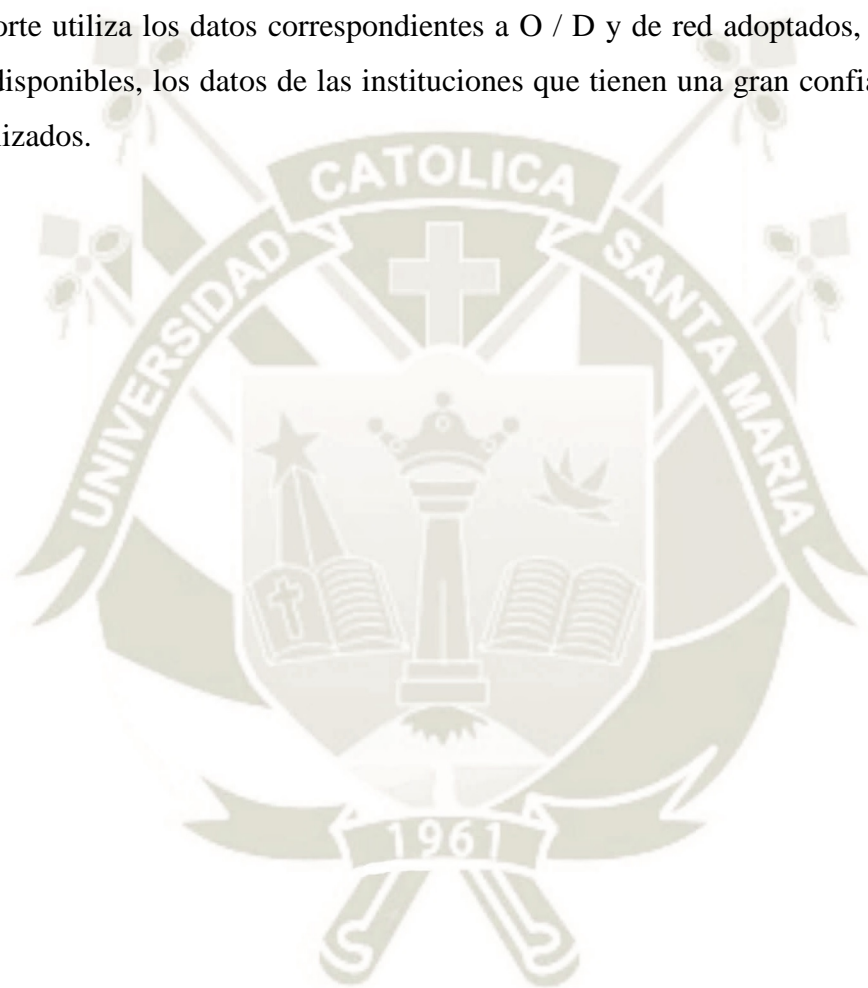 orte utiliza los datos correspondientes a O / D y de red adoptados,
disponibles, los datos de las instituciones que tienen una gran confia
lizados.
UNIVERSIDAD CATOLICA SANTA MARIA
1961